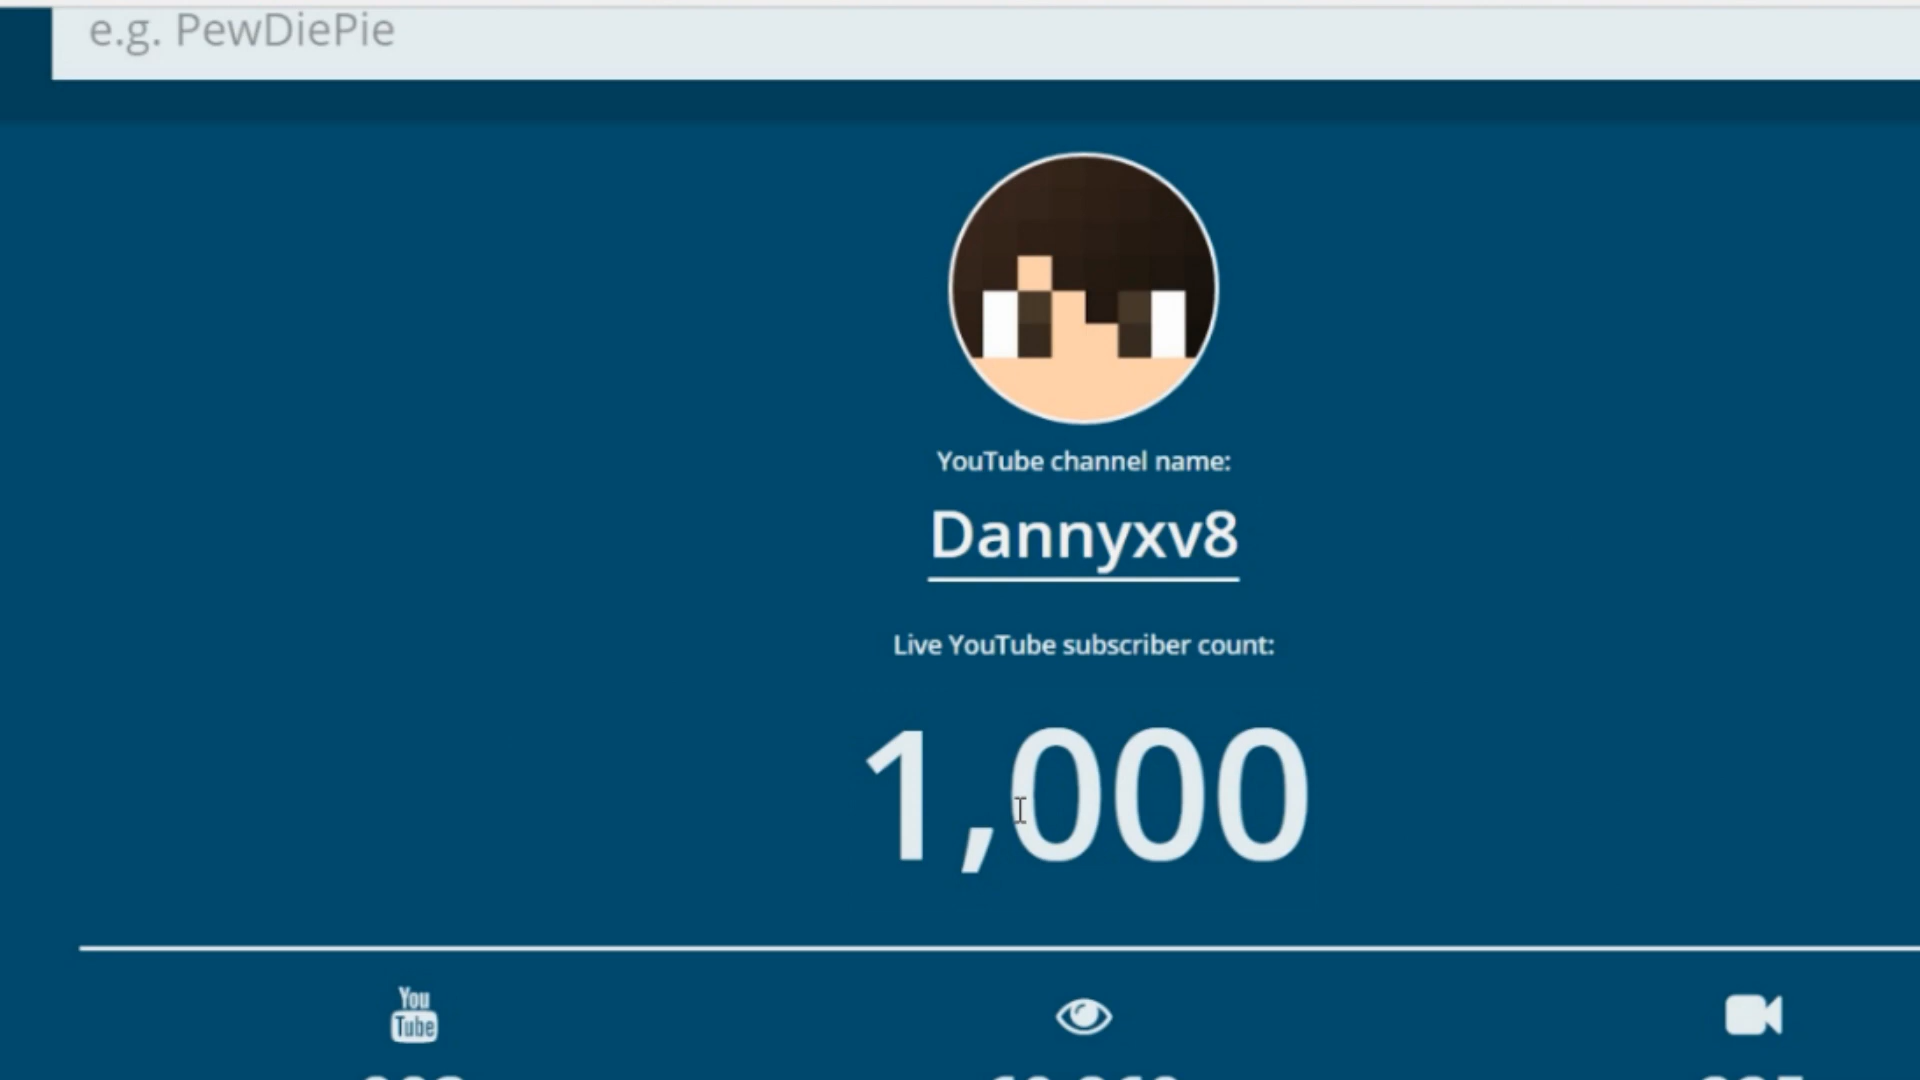 e.g. PewDiePie
YouTube channel name:
Dannyxv8
Live YouTube subscriber count:
1,000
You
Tube